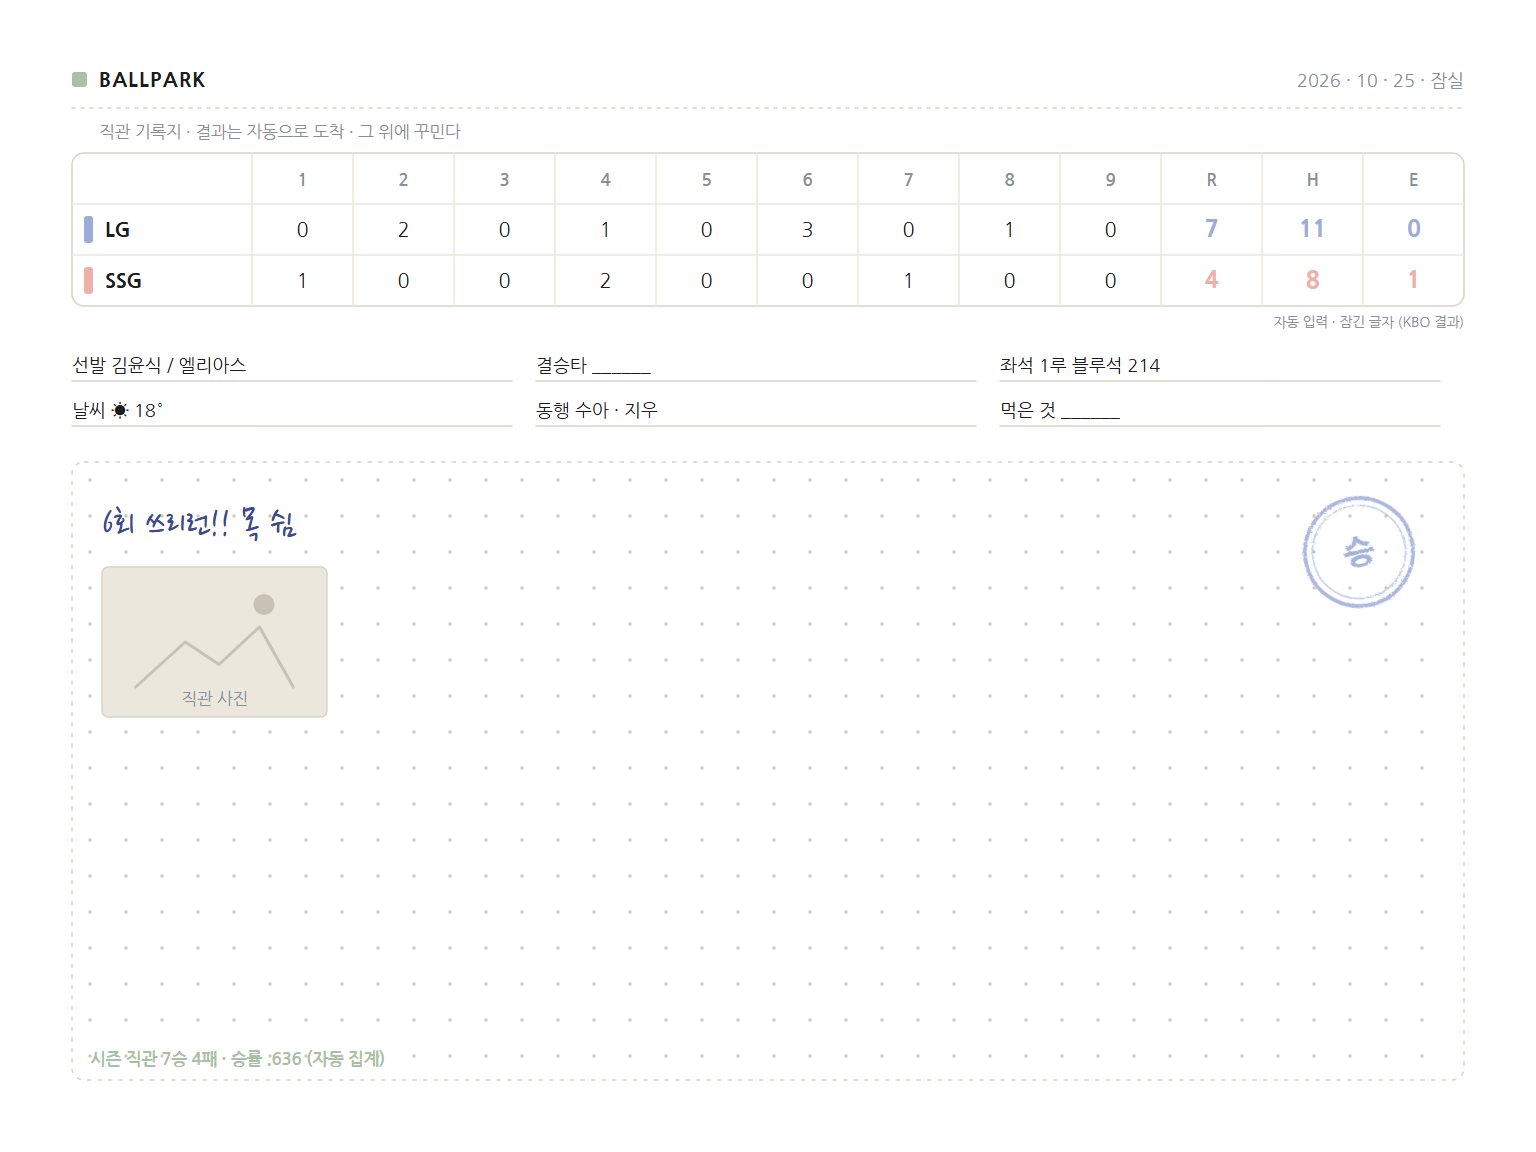 BALLPARK
2026 · 10 · 25 · 잠실
직관 기록지 · 결과는 자동으로 도착 · 그 위에 꾸민다
1 2 3 4 5 6 7 8 9 R H E
LG 0 2 0 1 0 3 0 1 0 7 11 0
SSG 1 0 0 2 0 0 1 0 0 4 8 1
자동 입력 · 잠긴 글자 (KBO 결과)
선발 김윤식 / 엘리아스
결승타 ______
좌석 1루 블루석 214
날씨 ☀ 18°
동행 수아 · 지우
먹은 것 ______
6회 쓰리런!! 목 쉼
승
직관 사진
시즌 직관 7승 4패 · 승률 .636 (자동 집계)